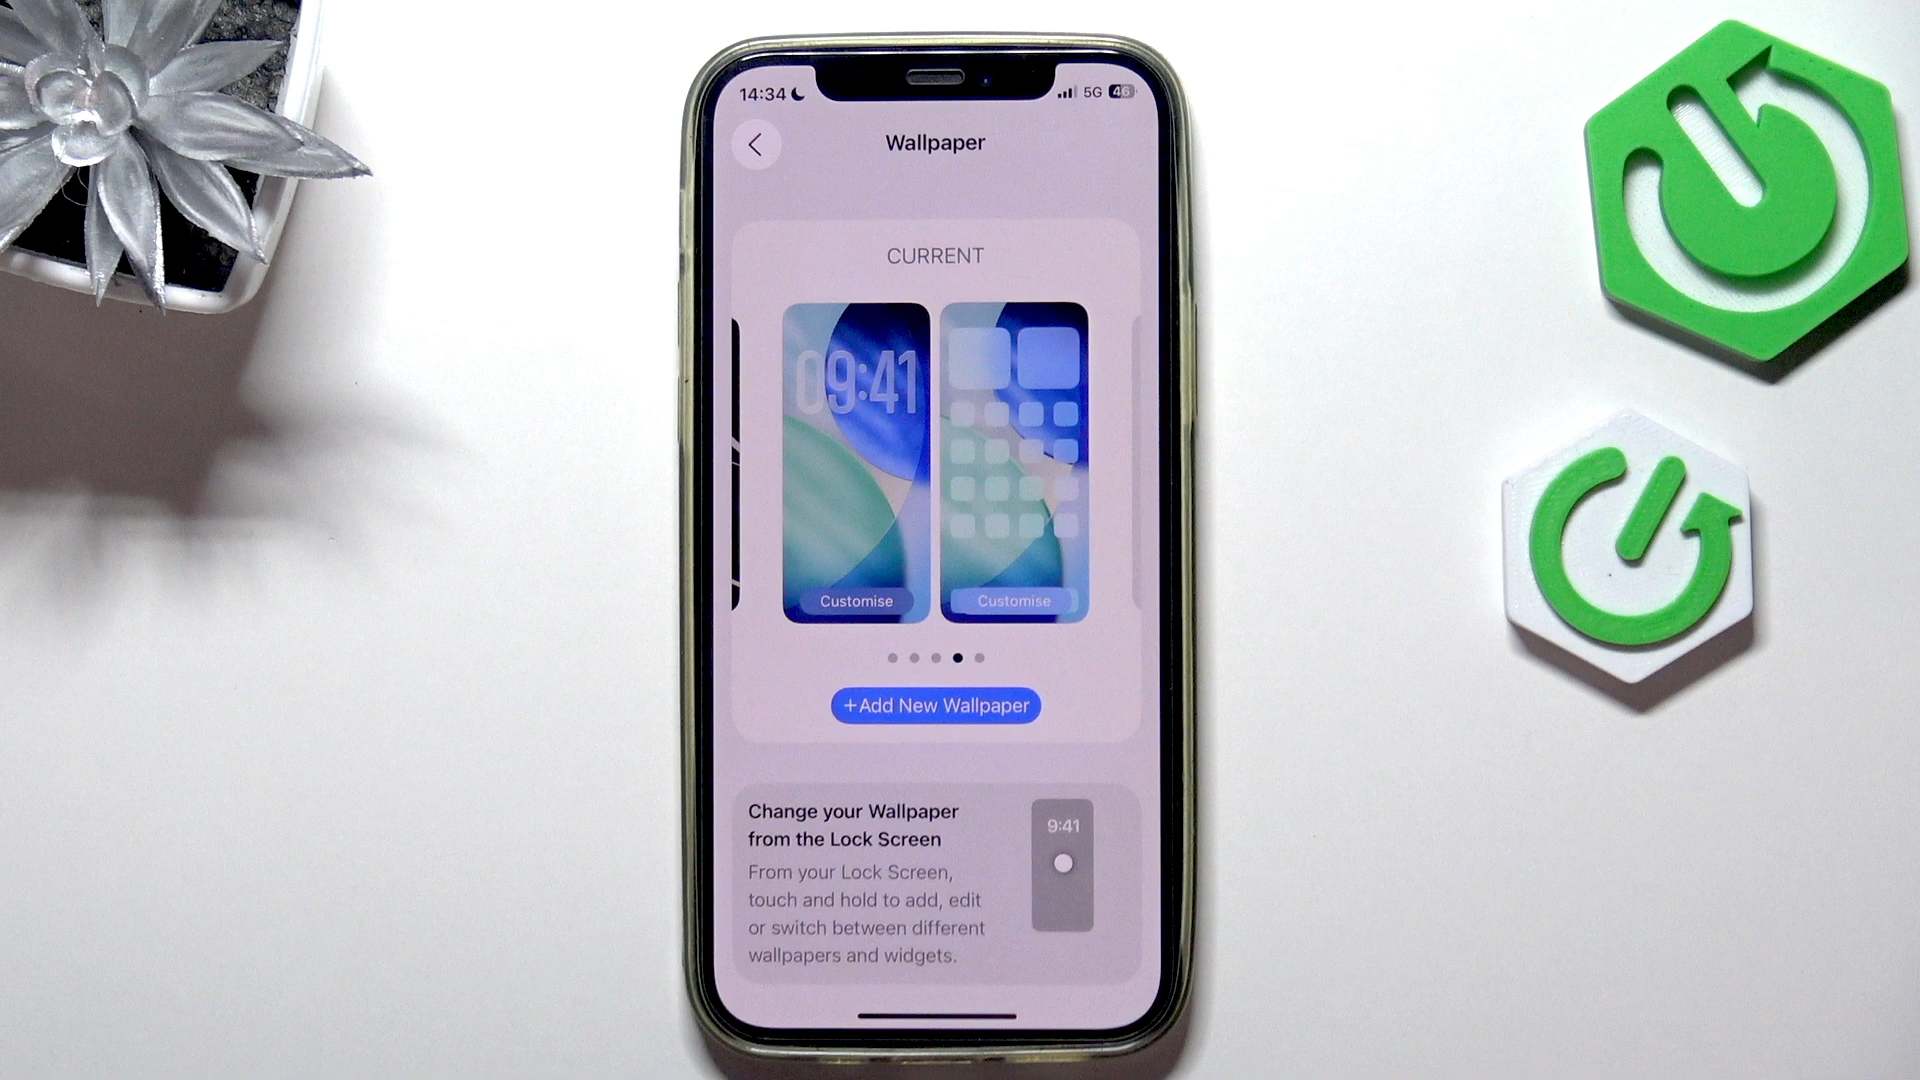 14:34 5G 46
Wallpaper
CURRENT
09:41
Customise Customise
+Add New Wallpaper
Change your Wallpaper
from the Lock Screen
9:41
From your Lock Screen,
touch and hold to add, edit
or switch between different
wallpapers and widgets.